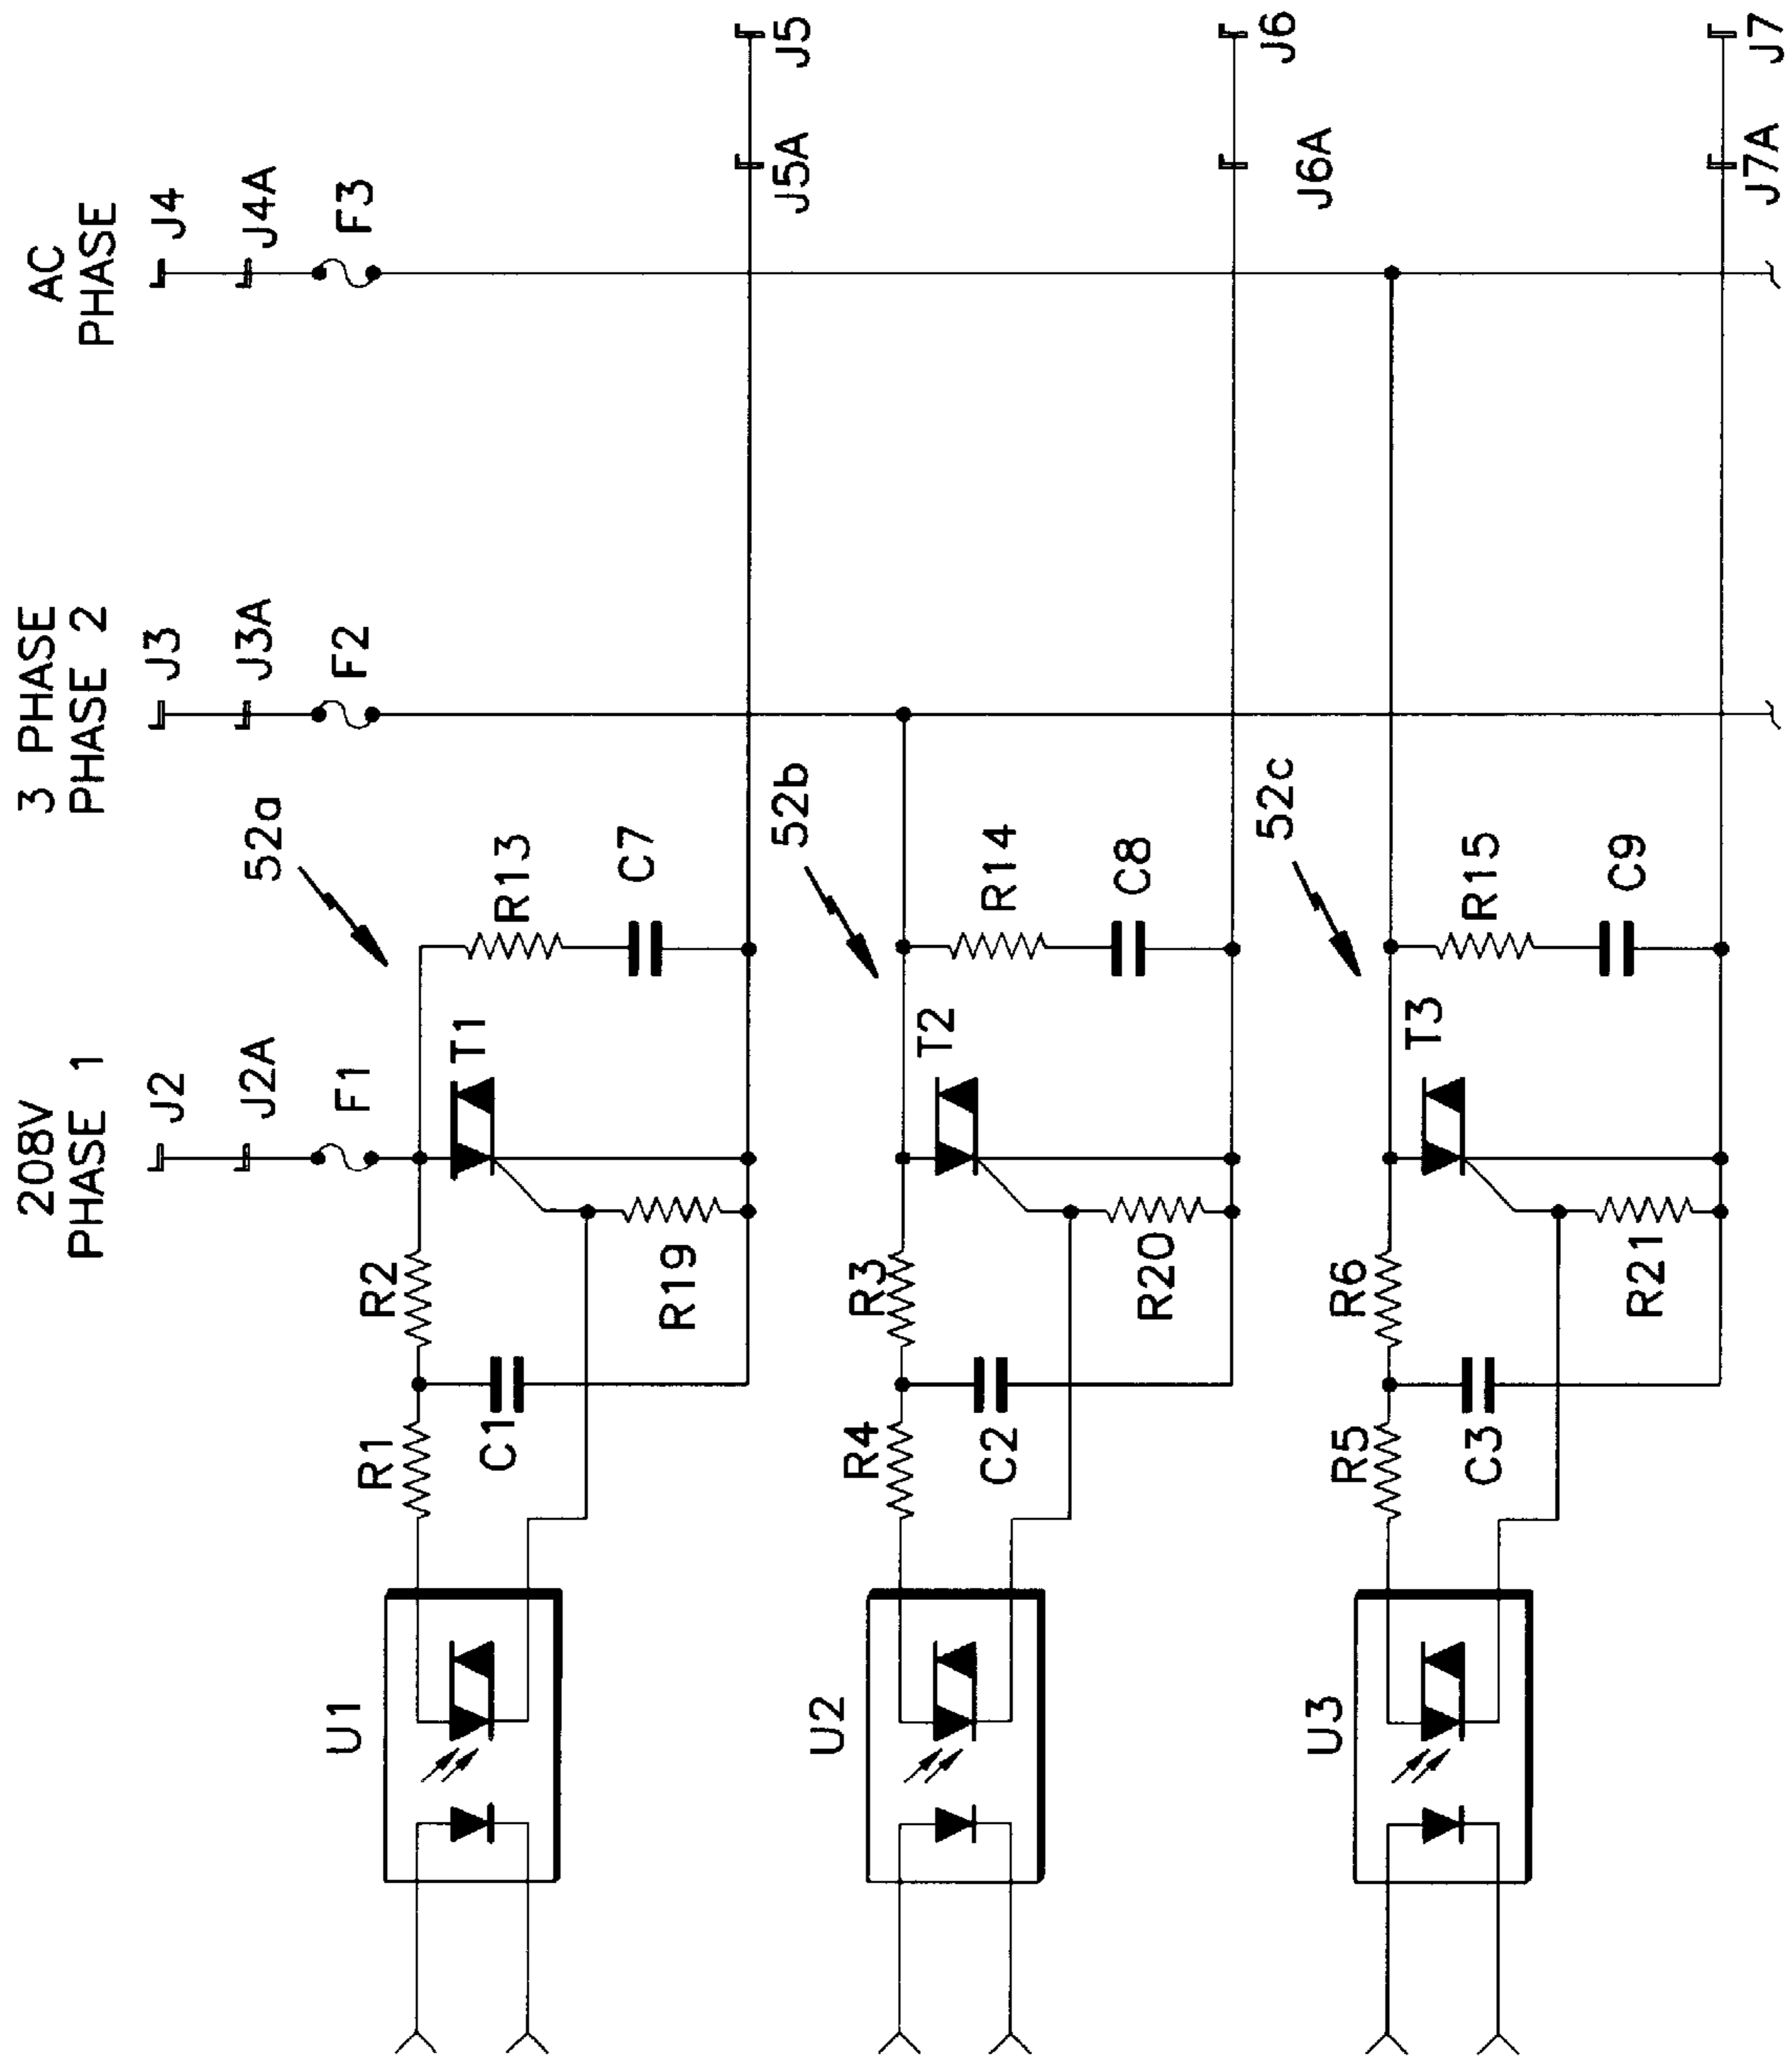 208V 3 PHASE AC
PHASE 1 PHASE 2 PHASE
J2 J3 J4
J2A J3A J4A
52a
F1 F2 F3
U1
R1 R2
T1
C1
R13
C7
R19
J5A J5
52b
U2
R4 R3
T2
C2
R14
C8
R20
J6A J6
52c
U3
R5 R6
T3
C3
R15
C9
R21
J7A J7